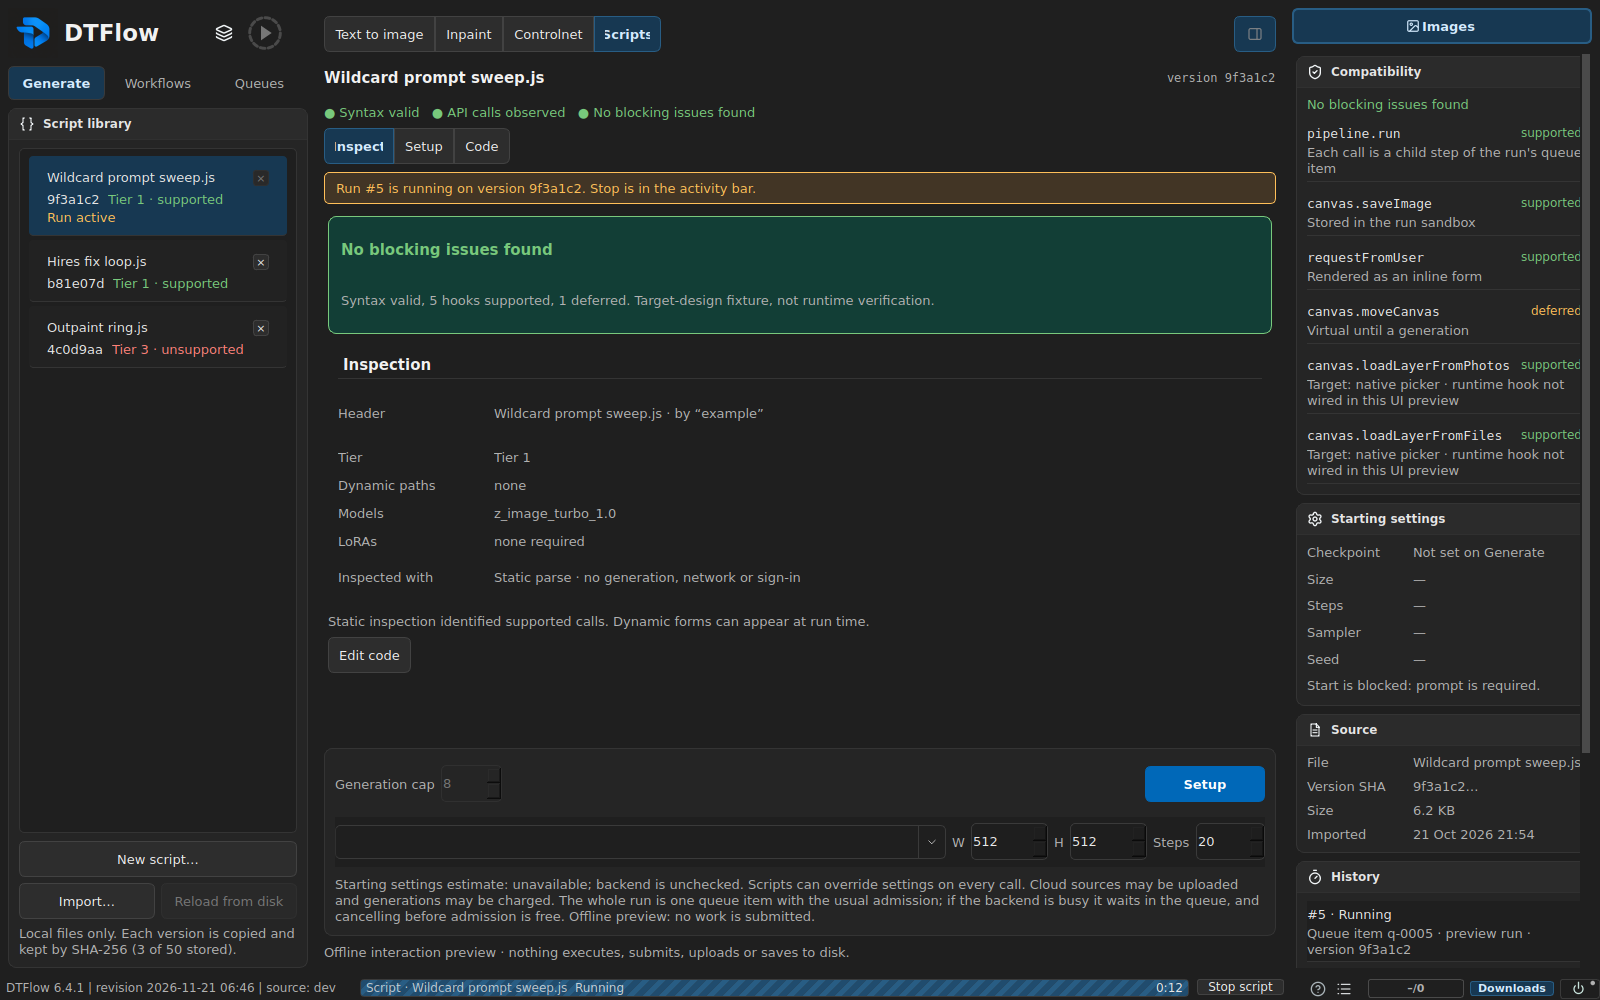 DTFlow
Generate
Workflows
Queues
Script library
Wildcard prompt sweep.js
9f3a1c2 Tier 1 · supported
Run active
Hires fix loop.js
b81e07d Tier 1 · supported
Outpaint ring.js
4c0d9aa Tier 3 · unsupported
New script...
Import...
Reload from disk
Local files only. Each version is copied and
kept by SHA-256 (3 of 50 stored).
Text to image
Inpaint
Controlnet
Scripts
Wildcard prompt sweep.js
version 9f3a1c2
Syntax valid
API calls observed
No blocking issues found
Inspect
Setup
Code
Run #5 is running on version 9f3a1c2. Stop is in the activity bar.
No blocking issues found
Syntax valid, 5 hooks supported, 1 deferred. Target-design fixture, not runtime verification.
Inspection
Header Wildcard prompt sweep.js · by “example”
Tier Tier 1
Dynamic paths none
Models z_image_turbo_1.0
LoRAs none required
Inspected with Static parse · no generation, network or sign-in
Static inspection identified supported calls. Dynamic forms can appear at run time.
Edit code
Generation cap 8
Setup
W 512 H 512 Steps 20
Starting settings estimate: unavailable; backend is unchecked. Scripts can override settings on every call. Cloud sources may be uploaded
and generations may be charged. The whole run is one queue item with the usual admission; if the backend is busy it waits in the queue, and
cancelling before admission is free. Offline preview: no work is submitted.
Offline interaction preview · nothing executes, submits, uploads or saves to disk.
Images
Compatibility
No blocking issues found
pipeline.run supported
Each call is a child step of the run's queue
item
canvas.saveImage supported
Stored in the run sandbox
requestFromUser supported
Rendered as an inline form
canvas.moveCanvas deferred
Virtual until a generation
canvas.loadLayerFromPhotos supported
Target: native picker · runtime hook not
wired in this UI preview
canvas.loadLayerFromFiles supported
Target: native picker · runtime hook not
wired in this UI preview
Starting settings
Checkpoint Not set on Generate
Size —
Steps —
Sampler —
Seed —
Start is blocked: prompt is required.
Source
File Wildcard prompt sweep.js
Version SHA 9f3a1c2...
Size 6.2 KB
Imported 21 Oct 2026 21:54
History
#5 · Running
Queue item q-0005 · preview run ·
version 9f3a1c2
DTFlow 6.4.1 | revision 2026-11-21 06:46 | source: dev
Script · Wildcard prompt sweep.js Running 0:12
Stop script
–/0
Downloads